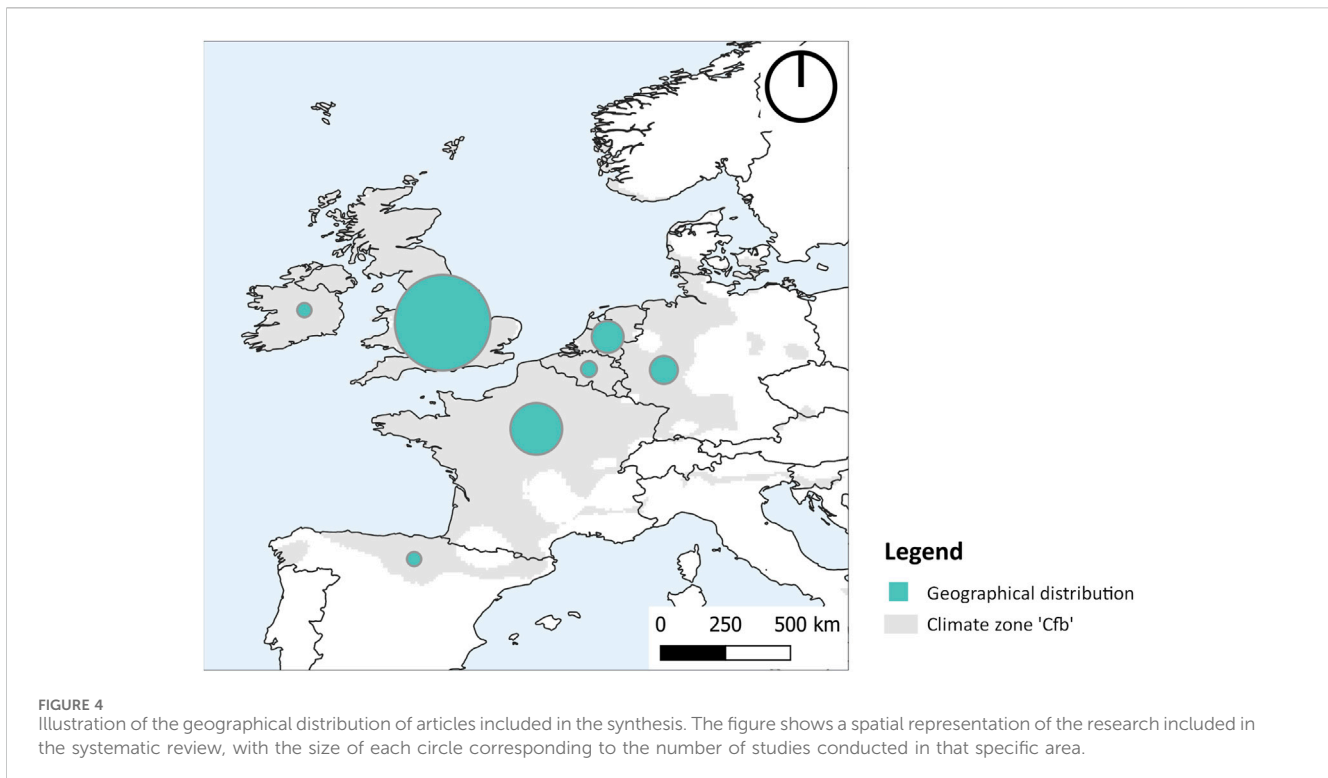 Legend
Geographical distribution
Climate zone 'Cfb'
0 250 500 km
FIGURE 4
Illustration of the geographical distribution of articles included in the synthesis. The figure shows a spatial representation of the research included in
the systematic review, with the size of each circle corresponding to the number of studies conducted in that specific area.